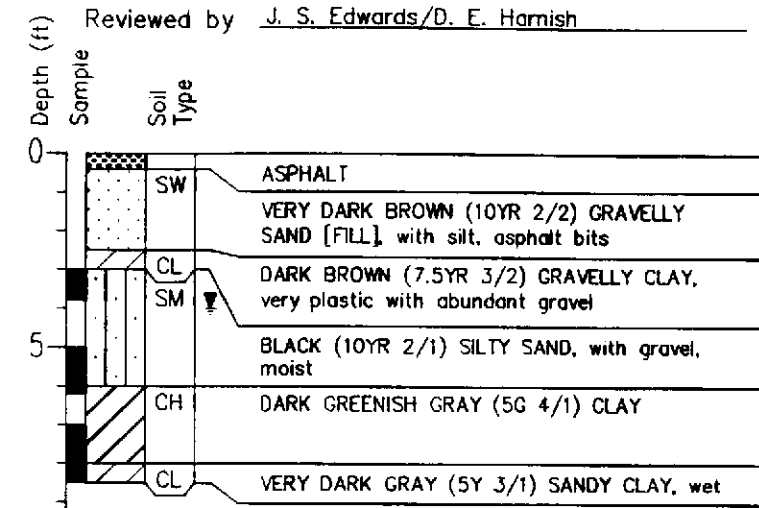 Reviewed by J. S. Edwards/D. E. Harnish
Depth (ft)
Sample
Soil Type
0
ASPHALT
SW
VERY DARK BROWN (10YR 2/2) GRAVELLY
SAND [FILL], with silt, asphalt bits
CL
DARK BROWN (7.5YR 3/2) GRAVELLY CLAY,
very plastic with abundant gravel
SM
5
BLACK (10YR 2/1) SILTY SAND, with gravel,
moist
CH
DARK GREENISH GRAY (5G 4/1) CLAY
CL
VERY DARK GRAY (5Y 3/1) SANDY CLAY, wet